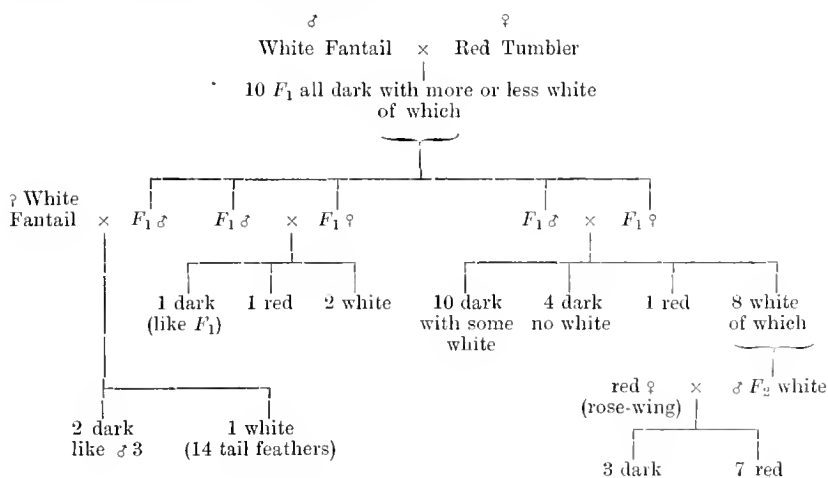 ♂ ♀
White Fantail × Red Tumbler
10 F₁ all dark with more or less white
of which
♀ White
Fantail × F₁ ♂ F₁ ♂ × F₁ ♀ F₁ ♂ × F₁ ♀
1 dark 1 red 2 white
(like F₁)
10 dark 4 dark 1 red 8 white
with some no white of which
white
red ♀ × ♂ F₂ white
(rose-wing)
2 dark 1 white
like ♂ 3 (14 tail feathers)
3 dark 7 red